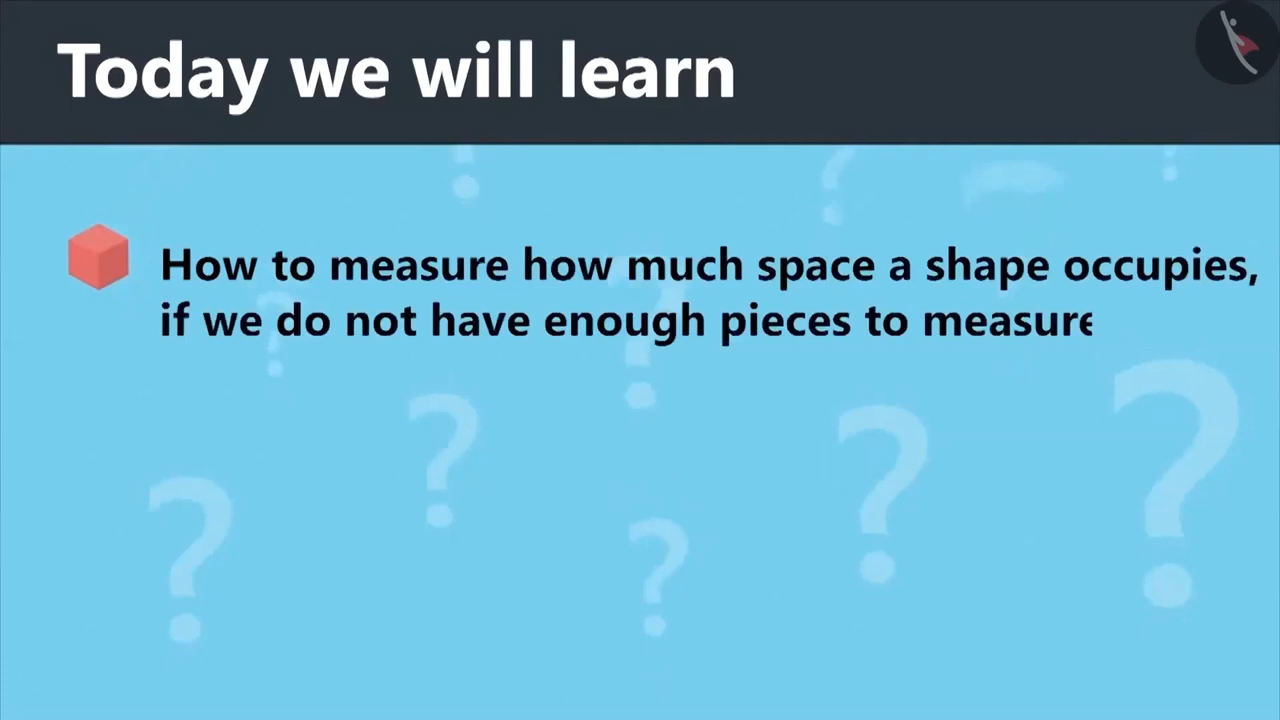 Today we will learn
How to measure how much space a shape occupies,
if we do not have enough pieces to measure